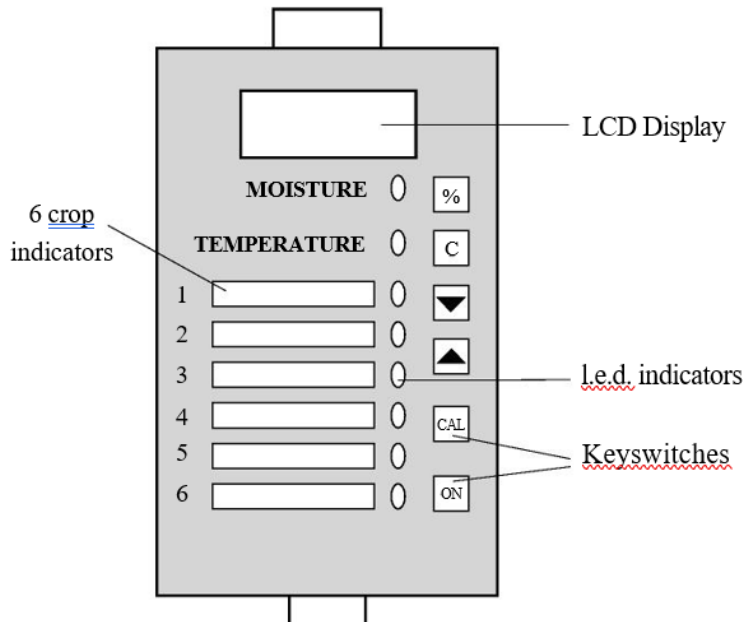 LCD Display
MOISTURE
%
6 crop
indicators
TEMPERATURE
C
1
2
3
l.e.d. indicators
4
CAL
Keyswitches
5
6
ON